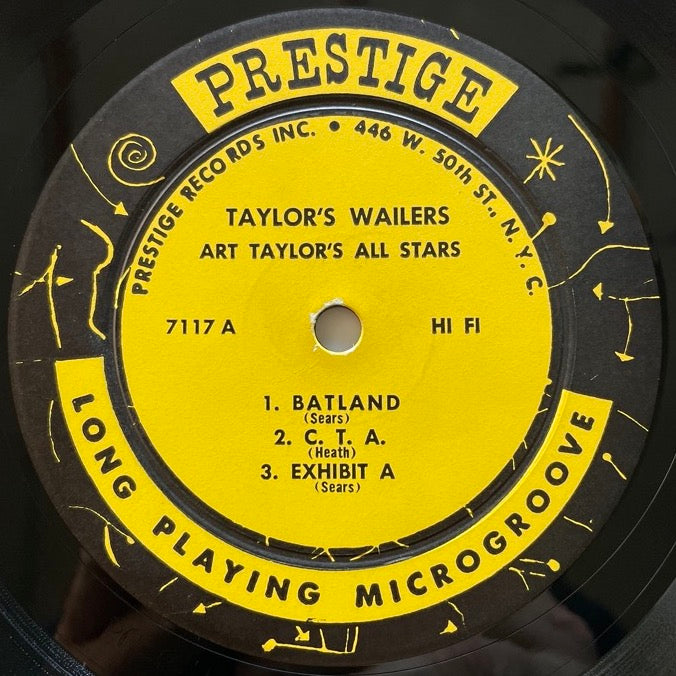 PRESTIGE
PRESTIGE RECORDS INC. • 446 W. 50th ST., N.Y.C.
TAYLOR'S WAILERS
ART TAYLOR'S ALL STARS
7117 A HI FI
1. BATLAND
(Sears)
2. C. T. A.
(Heath)
3. EXHIBIT A
(Sears)
LONG PLAYING MICROGROOVE